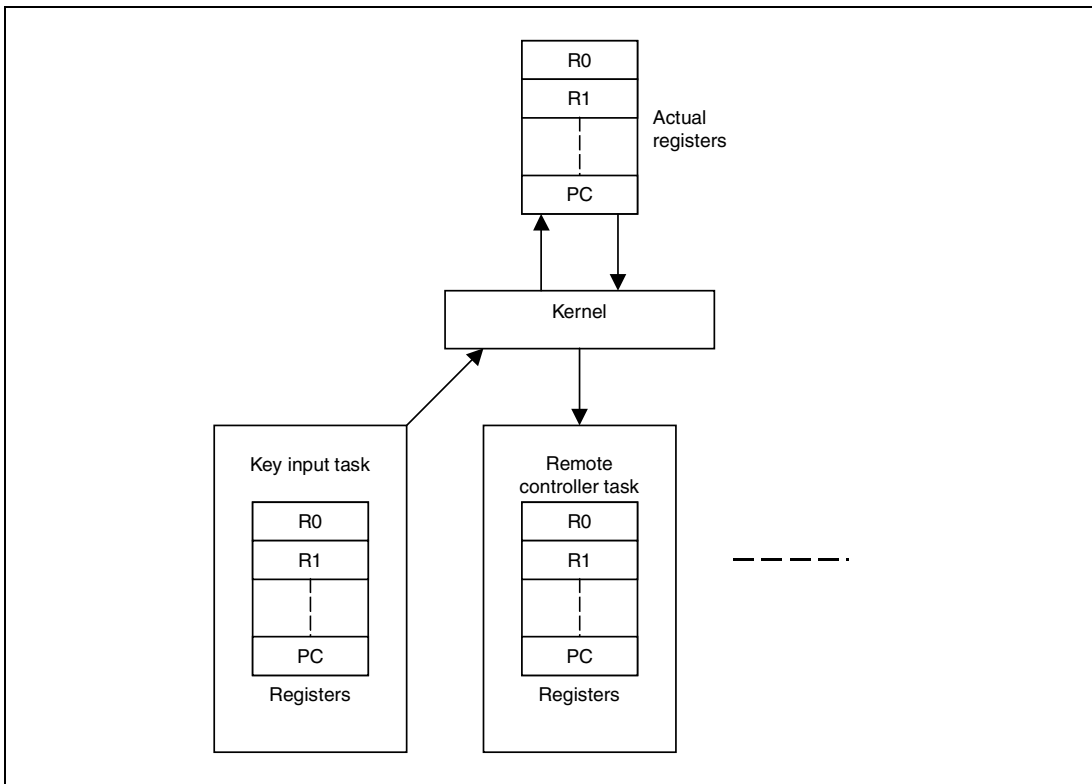 R0
R1
PC
Actual
registers
Kernel
Key input task
R0
R1
PC
Registers
Remote
controller task
R0
R1
PC
Registers